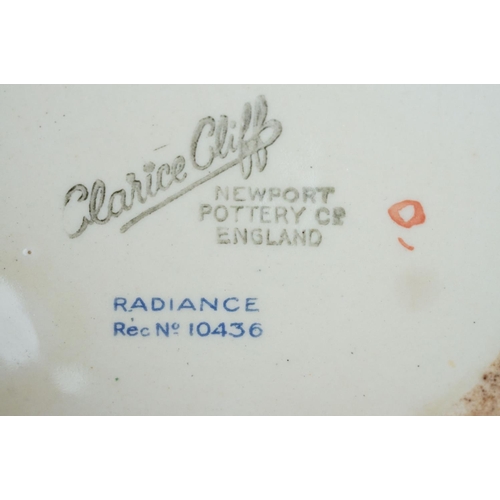 Clarice Cliff
NEWPORT
POTTERY Co
ENGLAND
RADIANCE
Rec No 10436